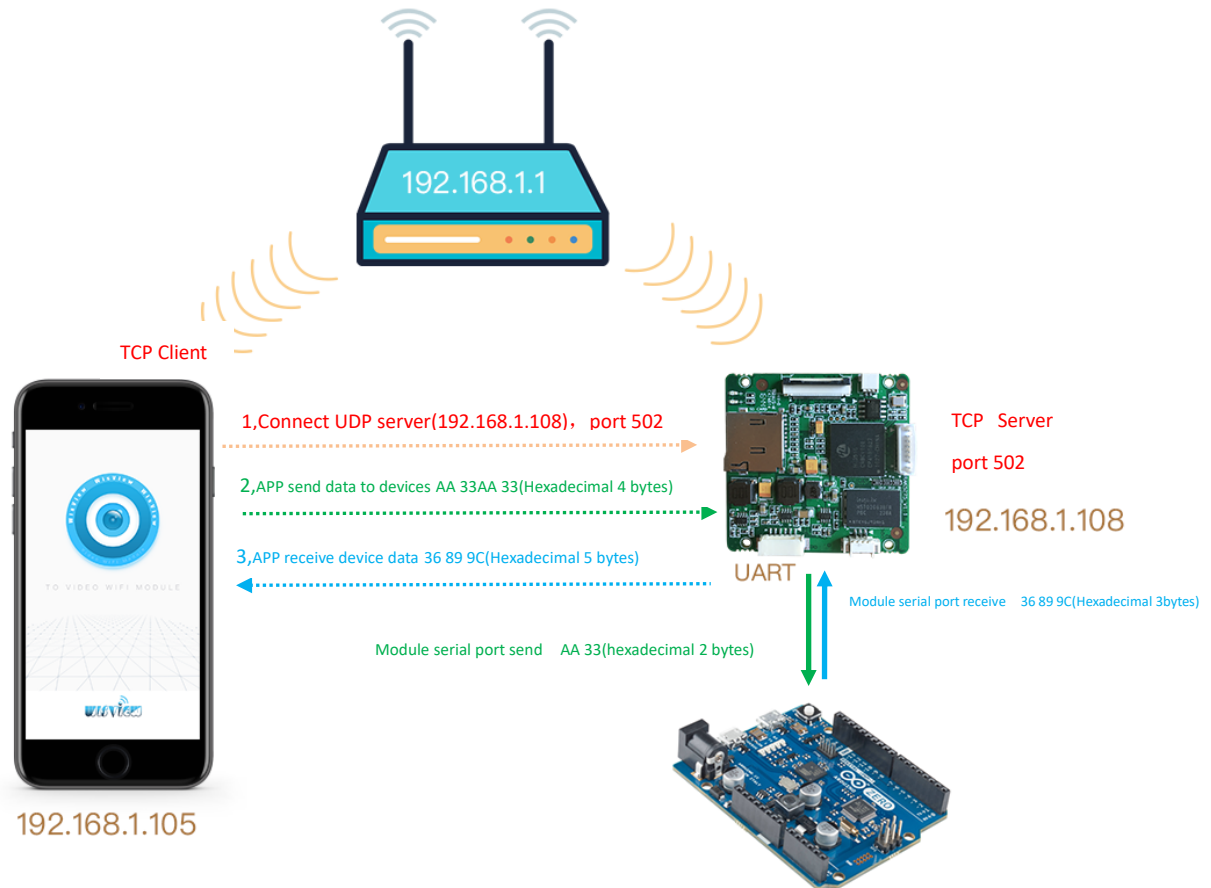 192.168.1.1
TCP Client
1,Connect UDP server(192.168.1.108)，port 502
TCP Server
port 502
2,APP send data to devices AA 33AA 33(Hexadecimal 4 bytes)
192.168.1.108
3,APP receive device data 36 89 9C(Hexadecimal 5 bytes)
UART
TO VIDEO WIFI MODULE
Module serial port receive 36 89 9C(Hexadecimal 3bytes)
Module serial port send AA 33(hexadecimal 2 bytes)
ARDUINO
ZERO
192.168.1.105